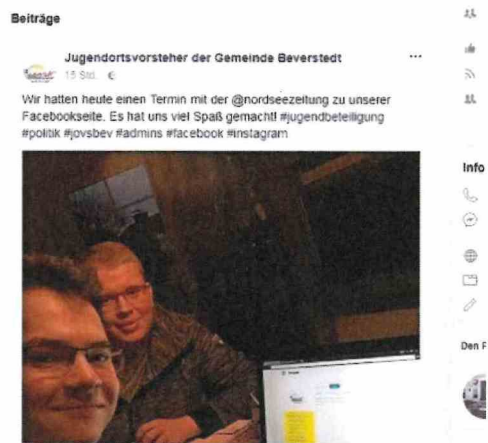 Beiträge
Jugendortsvorsteher der Gemeinde Beverstedt
15 Std.
Wir hatten heute einen Termin mit der @nordseezeitung zu unserer
Facebookseite. Es hat uns viel Spaß gemacht! #jugendbeteiligung
#politik #jovsbev #admins #facebook #instagram
Info
Den F